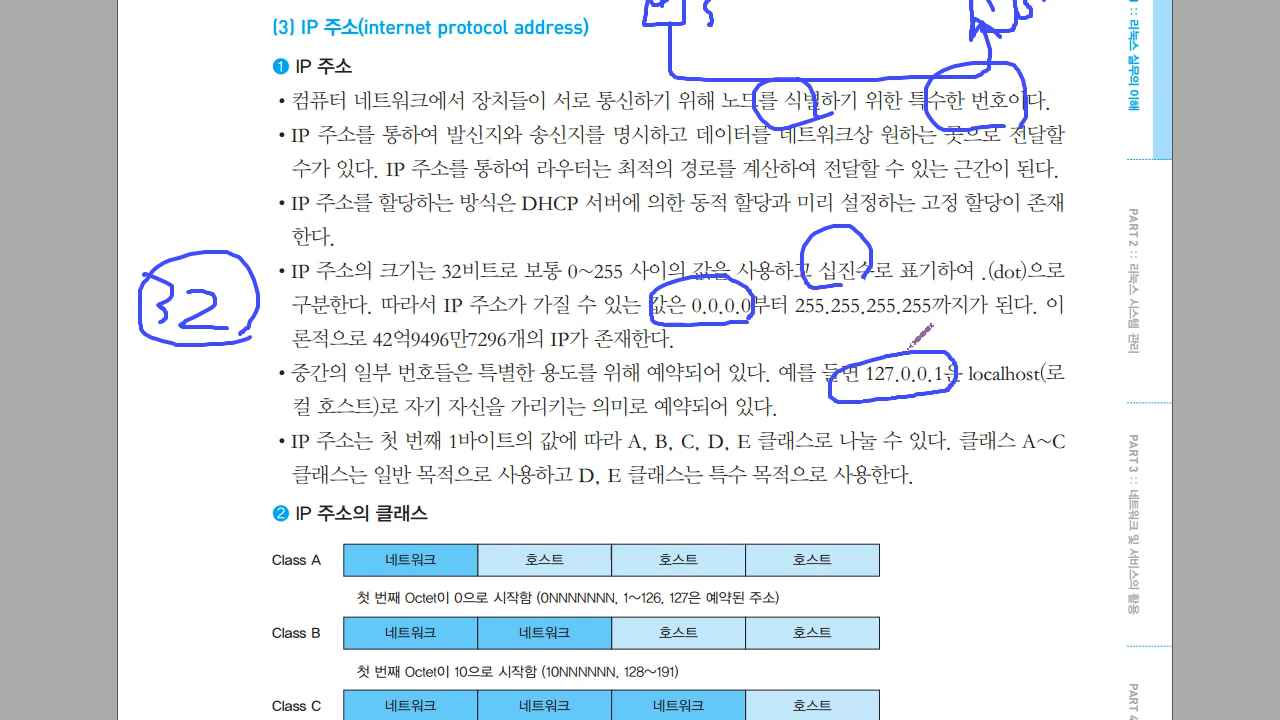 (3) IP 주소(internet protocol address)
❶ IP 주소
• 컴퓨터 네트워크에서 장치들이 서로 통신하기 위해 노드를 식별하기 위한 특수한 번호이다.
• IP 주소를 통하여 발신지와 송신지를 명시하고 데이터를 네트워크상 원하는 곳으로 전달할
수가 있다. IP 주소를 통하여 라우터는 최적의 경로를 계산하여 전달할 수 있는 근간이 된다.
• IP 주소를 할당하는 방식은 DHCP 서버에 의한 동적 할당과 미리 설정하는 고정 할당이 존재
한다.
• IP 주소의 크기는 32비트로 보통 0~255 사이의 값을 사용하고 십진수로 표기하여 .(dot)으로
구분한다. 따라서 IP 주소가 가질 수 있는 값은 0.0.0.0부터 255.255.255.255까지가 된다. 이
론적으로 42억9496만7296개의 IP가 존재한다.
• 중간의 일부 번호들은 특별한 용도를 위해 예약되어 있다. 예를 들면 127.0.0.1은 localhost(로
컬 호스트)로 자기 자신을 가리키는 의미로 예약되어 있다.
• IP 주소는 첫 번째 1바이트의 값에 따라 A, B, C, D, E 클래스로 나눌 수 있다. 클래스 A~C
클래스는 일반 목적으로 사용하고 D, E 클래스는 특수 목적으로 사용한다.
32
❷ IP 주소의 클래스
Class A 네트워크 호스트 호스트 호스트
첫 번째 Octet이 0으로 시작함 (0NNNNNNN, 1~126, 127은 예약된 주소)
Class B 네트워크 네트워크 호스트 호스트
첫 번째 Octet이 10으로 시작함 (10NNNNNN, 128~191)
Class C 네트워크 네트워크 네트워크 호스트
:: 리눅스 실무의 이해
PART 2 :: 리눅스 시스템 관리
PART 3 :: 네트워크 및 서비스의 활용
PART 4